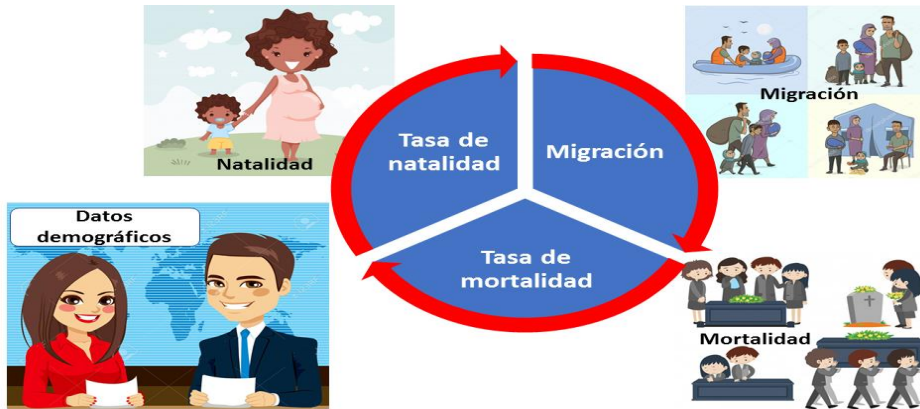 Natalidad
Tasa de
natalidad
Migración
Migración
Datos
demográficos
Tasa de
mortalidad
Mortalidad